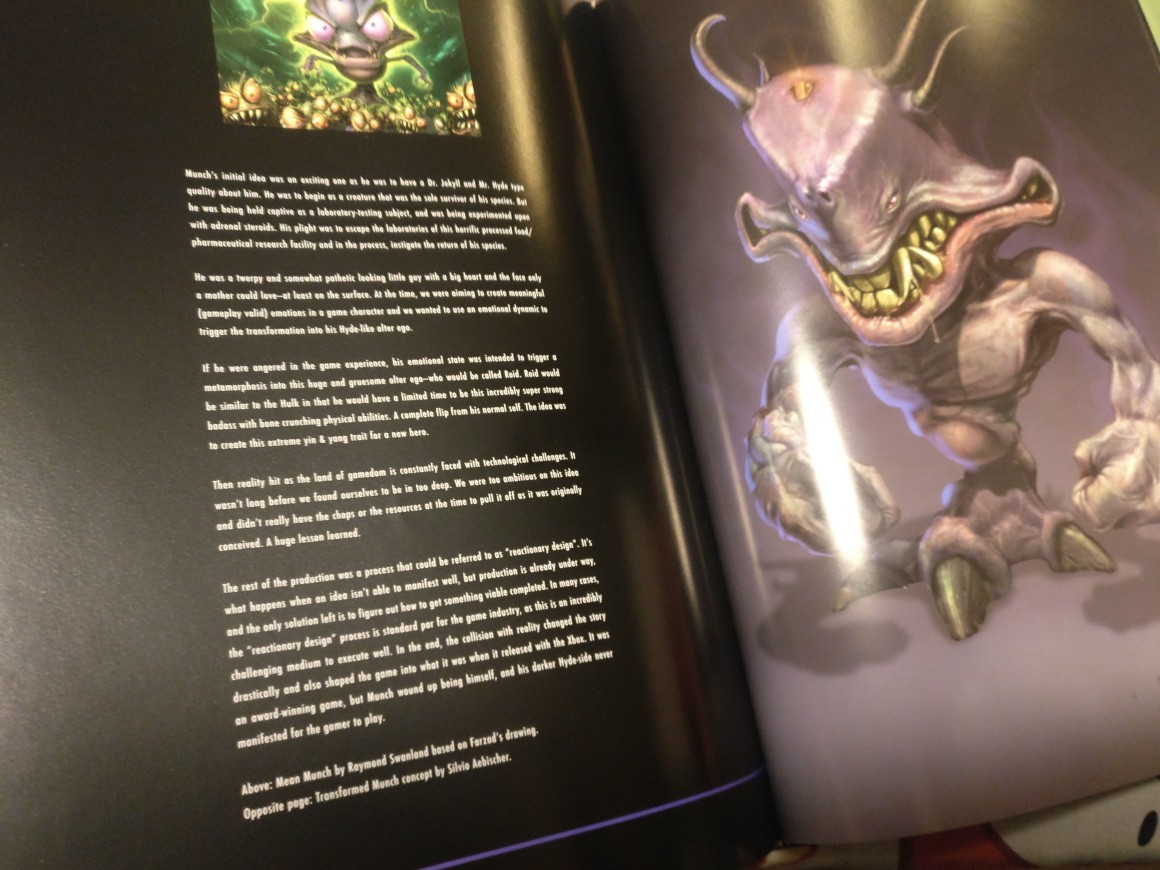 Munch's initial idea was an exciting one as he was to have a Dr. Jekyll and Mr. Hyde type
quality about him. He was to begin as a creature that was the sole survivor of his species. But
he was being held captive as a laboratory-testing subject, and was being experimented upon
with adrenal steroids. His plight was to escape the laboratories of this horrific processed food/
pharmaceutical research facility and in the process, instigate the return of his species.
He was a twerpy and somewhat pathetic looking little guy with a big heart and the face only
a mother could love—at least on the surface. At the time, we were aiming to create meaningful
(gameplay valid) emotions in a game character and we wanted to use an emotional dynamic to
trigger the transformation into his Hyde-like alter ego.
If he were angered in the game experience, his emotional state was intended to trigger a
metamorphosis into this huge and gruesome alter ego—who would be called Roid. Roid would
be similar to the Hulk in that he would have a limited time to be this incredibly super strong
badass with bone crunching physical abilities. A complete flip from his normal self. The idea was
to create this extreme yin & yang trait for a new hero.
Then reality hit as the land of gamedom is constantly faced with technological challenges. It
wasn't long before we found ourselves to be in too deep. We were too ambitious on this idea
and didn't really have the chops or the resources at the time to pull it off as it was originally
conceived. A huge lesson learned.
The rest of the production was a process that could be referred to as "reactionary design". It's
what happens when an idea isn't able to manifest well, but production is already under way,
and the only solution left is to figure out how to get something viable completed. In many cases,
the "reactionary design" process is standard par for the game industry, as this is an incredibly
challenging medium to execute well. In the end, the collision with reality changed the story
drastically and also shaped the game into what it was when it released with the Xbox. It was
an award-winning game, but Munch wound up being himself, and his darker Hyde-side never
manifested for the gamer to play.
Above: Mean Munch by Raymond Swanland based on Farzad's drawing.
Opposite page: Transformed Munch concept by Silvio Aebischer.